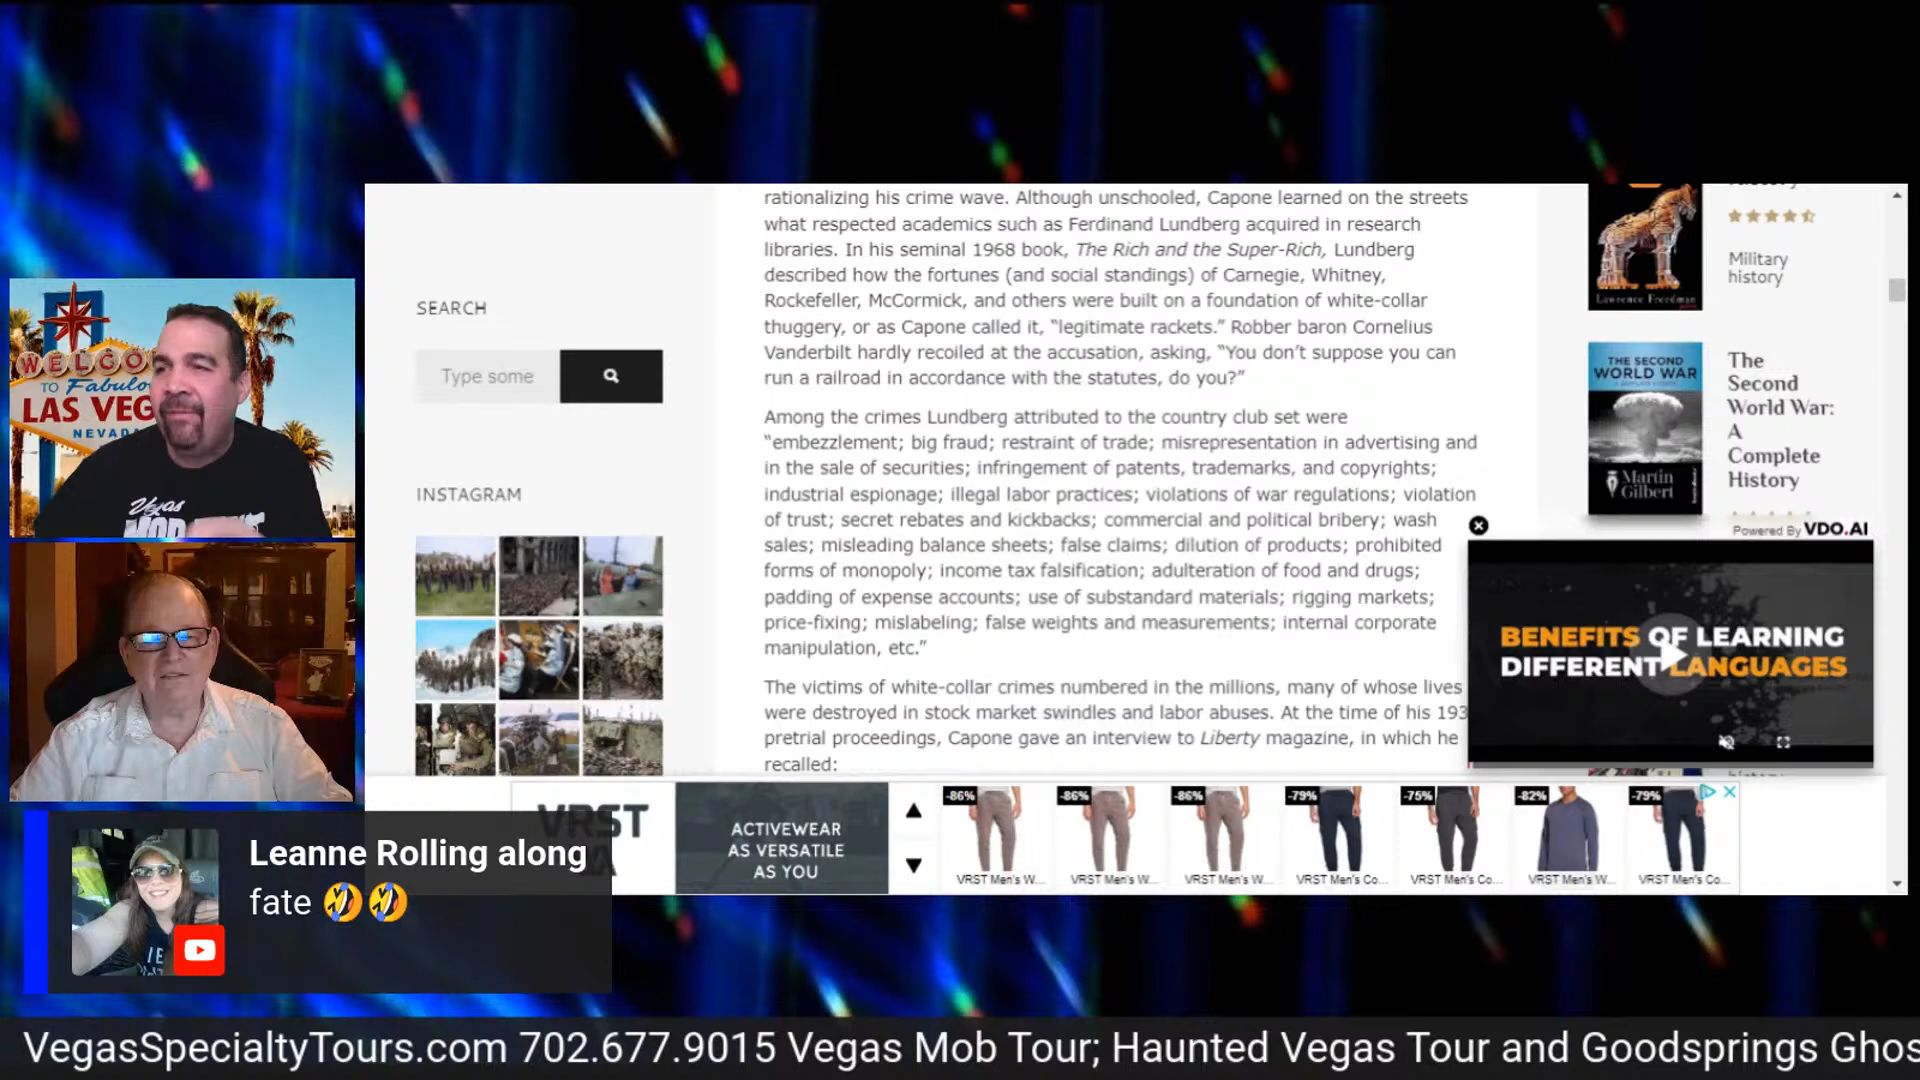 rationalizing his crime wave. Although unschooled, Capone learned on the streets
what respected academics such as Ferdinand Lundberg acquired in research
libraries. In his seminal 1968 book, The Rich and the Super-Rich, Lundberg
described how the fortunes (and social standings) of Carnegie, Whitney,
Rockefeller, McCormick, and others were built on a foundation of white-collar
thuggery, or as Capone called it, “legitimate rackets.” Robber baron Cornelius
Vanderbilt hardly recoiled at the accusation, asking, “You don’t suppose you can
run a railroad in accordance with the statutes, do you?”
Among the crimes Lundberg attributed to the country club set were
“embezzlement; big fraud; restraint of trade; misrepresentation in advertising and
in the sale of securities; infringement of patents, trademarks, and copyrights;
industrial espionage; illegal labor practices; violations of war regulations; violation
of trust; secret rebates and kickbacks; commercial and political bribery; wash
sales; misleading balance sheets; false claims; dilution of products; prohibited
forms of monopoly; income tax falsification; adulteration of food and drugs;
padding of expense accounts; use of substandard materials; rigging markets;
price-fixing; mislabeling; false weights and measurements; internal corporate
manipulation, etc.”
The victims of white-collar crimes numbered in the millions, many of whose lives
were destroyed in stock market swindles and labor abuses. At the time of his 193
pretrial proceedings, Capone gave an interview to Liberty magazine, in which he
recalled:
SEARCH
Type some
INSTAGRAM
Lawrence Freedman
Military
history
THE SECOND
WORLD WAR
Martin
Gilbert
The
Second
World War:
A
Complete
History
Powered By VDO.AI
BENEFITS OF LEARNING
DIFFERENT LANGUAGES
WELCO
TO Fabulo
LAS VEG
NEVADA
Vegas
MOB
VRST
ACTIVEWEAR
AS VERSATILE
AS YOU
-86%
-86%
-86%
-79%
-75%
-82%
-79%
VRST Men's W...
VRST Men's W...
VRST Men's W...
VRST Men's Co...
VRST Men's Co...
VRST Men's W...
VRST Men's Co...
Leanne Rolling along
fate 🤣🤣
VegasSpecialtyTours.com 702.677.9015 Vegas Mob Tour; Haunted Vegas Tour and Goodsprings Ghos